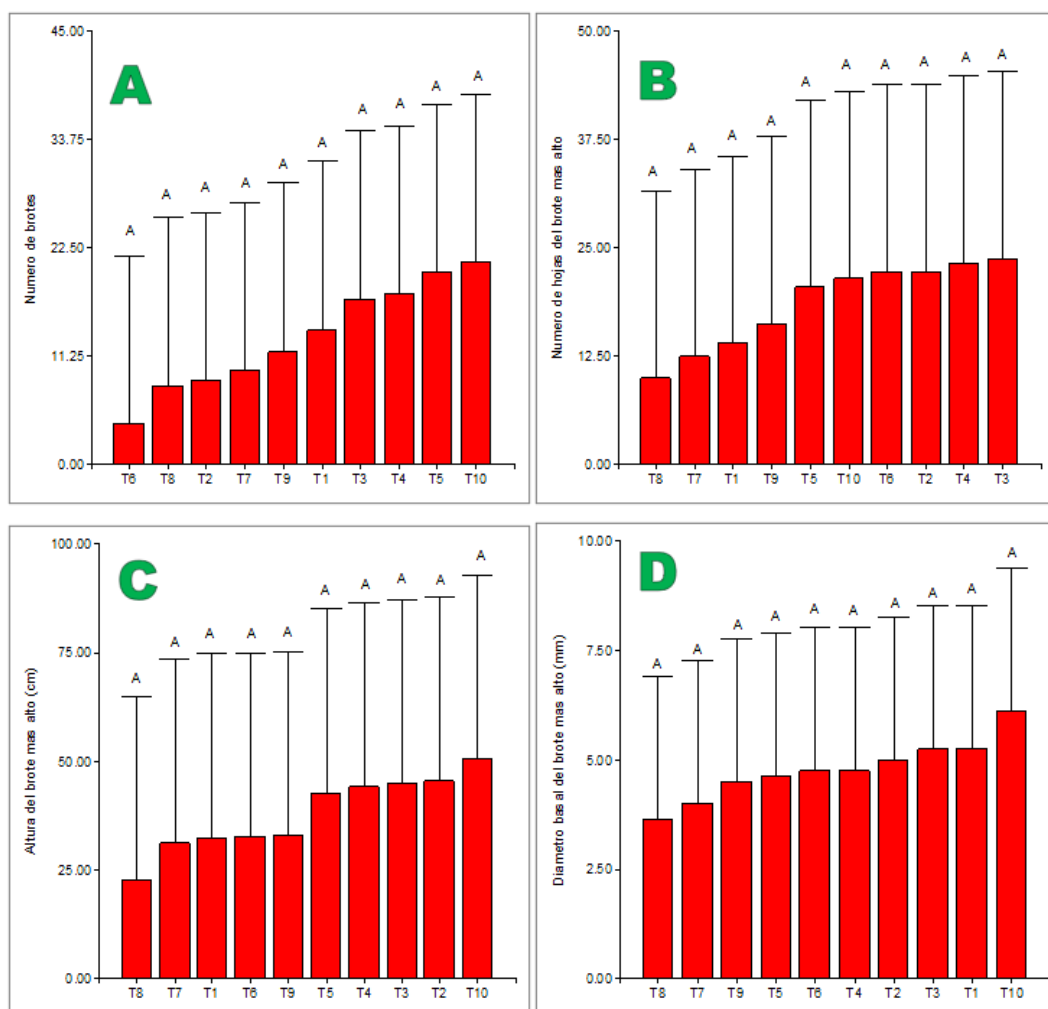 A
Numero de brotes
45.00
33.75
22.50
11.25
0.00
A A A A A A A A A A
T6 T8 T2 T7 T9 T1 T3 T4 T5 T10
B
Numero de hojas del brote mas alto
50.00
37.50
25.00
12.50
0.00
A A A A A A A A A A
T8 T7 T1 T9 T5 T10 T6 T2 T4 T3
C
Altura del brote mas alto (cm)
100.00
75.00
50.00
25.00
0.00
A A A A A A A A A A
T8 T7 T1 T6 T9 T5 T4 T3 T2 T10
D
Diametro basal del brote mas alto (mm)
10.00
7.50
5.00
2.50
0.00
A A A A A A A A A A
T8 T7 T9 T5 T6 T4 T2 T3 T1 T10